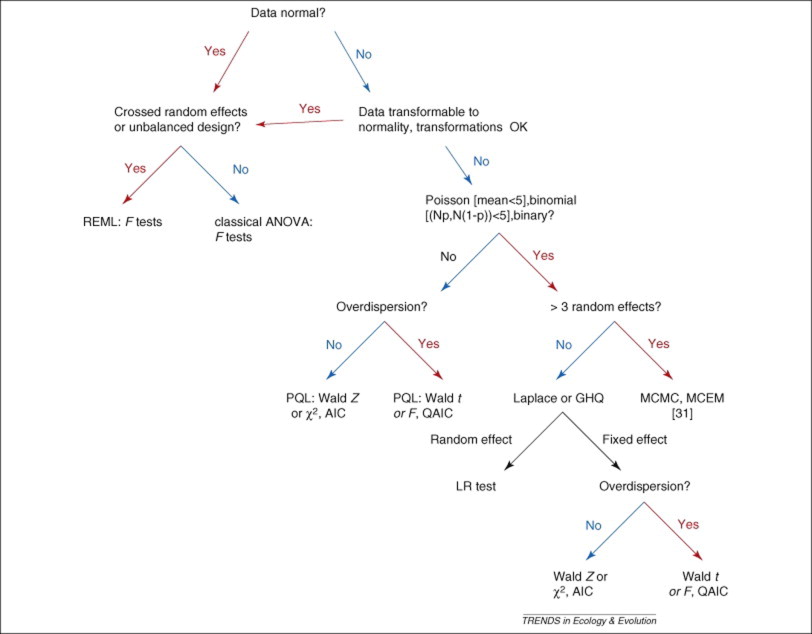 Data normal?
Yes
No
Crossed random effects
or unbalanced design?
Yes
Data transformable to
normality, transformations OK
Yes
No
No
REML: F tests
classical ANOVA:
F tests
Poisson [mean<5],binomial
[(Np,N(1-p))<5],binary?
No
Yes
Overdispersion?
> 3 random effects?
No
Yes
No
Yes
PQL: Wald Z
or χ², AIC
PQL: Wald t
or F, QAIC
Laplace or GHQ
MCMC, MCEM
[31]
Random effect
Fixed effect
LR test
Overdispersion?
No
Yes
Wald Z or
χ², AIC
Wald t
or F, QAIC
TRENDS in Ecology & Evolution